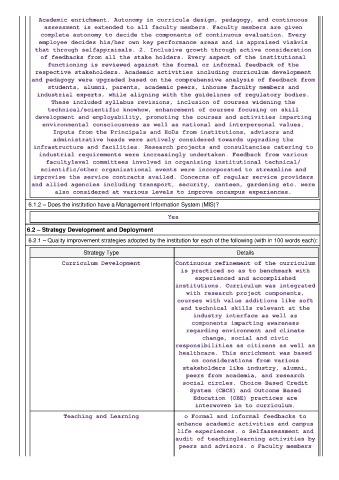 Academic enrichment. Autonomy in curricula design, pedagogy, and continuous
assessment is extended to all faculty members. Faculty members are given
complete autonomy to decide the components of continuous evaluation. Every
employee decides his/her own key performance areas and is appraised visàvis
that through selfappraisals. 2. Inclusive growth through active consideration
of feedbacks from all the stake holders. Every aspect of the institutional
functioning is reviewed against the formal or informal feedback of the
respective stakeholders. Academic activities including curriculum development
and pedagogy were upgraded based on the comprehensive analysis of feedback from
students, alumni, parents, academic peers, inhouse faculty members and
industrial experts, while aligning with the guidelines of regulatory bodies.
These included syllabus revisions, inclusion of courses widening the
technical/scientific knowhow, enhancement of courses focusing on skill
development and employability, promoting the courses and activities imparting
environmental consciousness as well as national and interpersonal values.
Inputs from the Principals and HoDs from institutions, advisors and
administrative heads were actively considered towards upgrading the
infrastructure and facilities. Research projects and consultancies catering to
industrial requirements were increasingly undertaken. Feedback from various
facultylevel committees involved in organizing institutional technical/
scientific/other organizational events were incorporated to streamline and
improvise the service contracts availed. Concerns of regular service providers
and allied agencies including transport, security, canteen, gardening etc. were
also considered at various levels to improve oncampus experiences.
6.1.2 – Does the institution have a Management Information System (MIS)?
Yes
6.2 – Strategy Development and Deployment
6.2.1 – Quality improvement strategies adopted by the institution for each of the following (with in 100 words each):
Strategy Type Details
Curriculum Development Continuous refinement of the curriculum
is practiced so as to benchmark with
experienced and accomplished
institutions. Curriculum was integrated
with research project components,
courses with value additions like soft
and technical skills relevant at the
industry interface as well as
components impacting awareness
regarding environment and climate
change, social and civic
responsibilities as citizens as well as
healthcare. This enrichment was based
on considerations from various
stakeholders like industry, alumni,
peers from academia, and research
social circles. Choice Based Credit
System (CBCS) and Outcome Based
Education (OBE) practices are
interwoven in to curriculum.
Teaching and Learning o Formal and informal feedbacks to
enhance academic activities and campus
life experiences. o Selfassessment and
audit of teachinglearning activities by
peers and advisors. o Faculty members